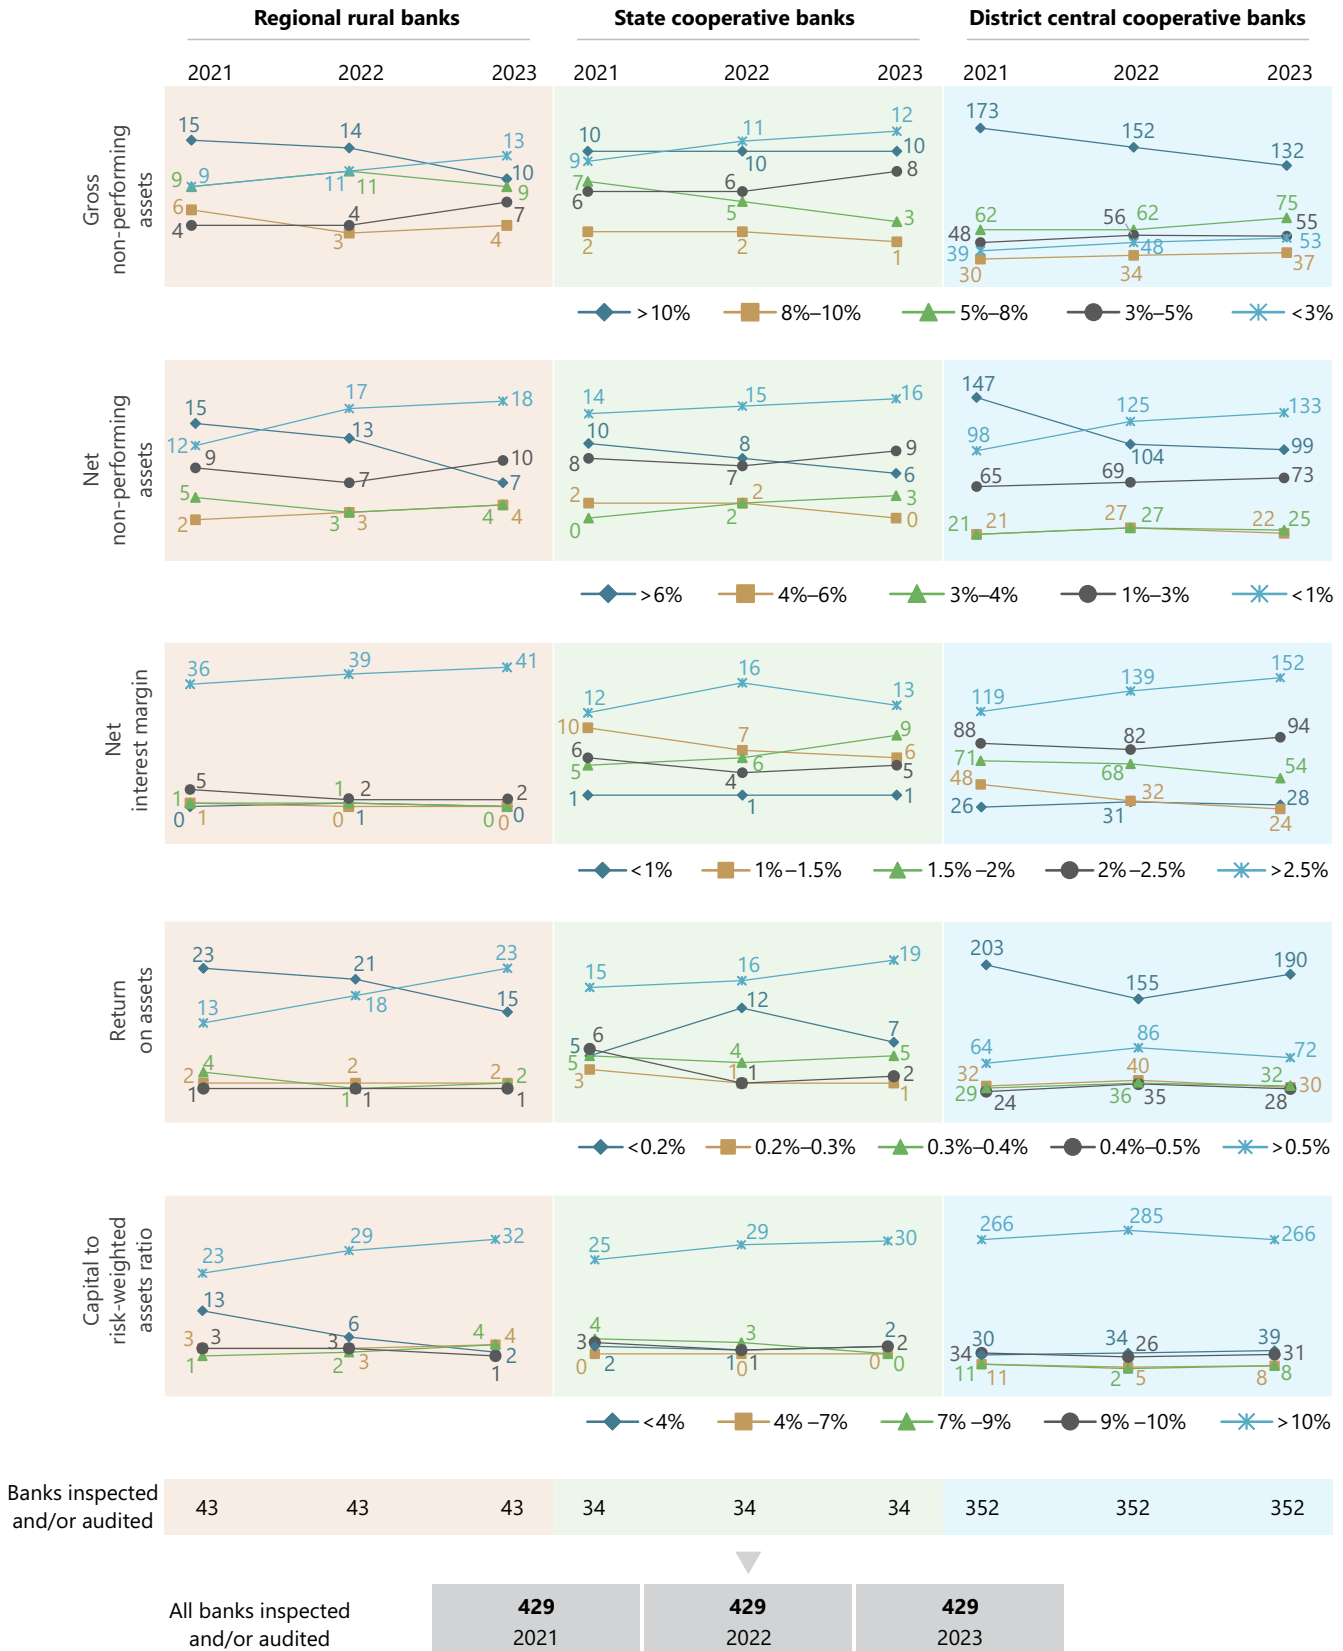 Regional rural banks
State cooperative banks
District central cooperative banks
2021 2022 2023
2021 2022 2023
2021 2022 2023
Gross
non-performing
assets
15 14 13
10
9 9 11 11 9
6 4 7
4 3 4
10 11 12
9 10 10
7 6 8
6 5 3
2 2 1
173 152 132
62 56 62 75
48 55
39 48 53
30 34 37
>10% 8%–10% 5%–8% 3%–5% <3%
Net
non-performing
assets
15 17 18
12 13
9 7 10
7
5 3 3 4 4
2
14 15 16
10 8 9
8 7 6
2 2 3
0 2 0
147 125 133
98 104 99
65 69 73
21 21 27 27 22 25
>6% 4%–6% 3%–4% 1%–3% <1%
Net
interest margin
36 39 41
5 1 2 2
1
0 1 0 1 0 0
12 16 13
10 7 9
6 6 6
5 4 5
1 1 1
119 139 152
88 82 94
71 68 54
48 32 28
26 31 24
<1% 1% –1.5% 1.5% –2% 2% –2.5% >2.5%
Return
on assets
23 21 23
13 18 15
4 2 2 2
2
1 1 1 1
15 16 19
12 7
5 6 4 5
5 1 1 2
3 1
203 155 190
64 86 72
32 40 32 30
29 24 36 35 28
<0.2% 0.2%–0.3% 0.3%–0.4% 0.4%–0.5% >0.5%
Capital to
risk-weighted
assets ratio
23 29 32
13 6
3 3 3 4 4
1 2 3 1 2
25 29 30
4 3 2
3 2
0 2 1 0 1 0 0
266 285 266
30 34 39
34 26 31
11 11 2 5 8 8
<4% 4% –7% 7% –9% 9% –10% >10%
Banks inspected
and/or audited
43 43 43 34 34 34 352 352 352
All banks inspected
and/or audited
429 429 429
2021 2022 2023